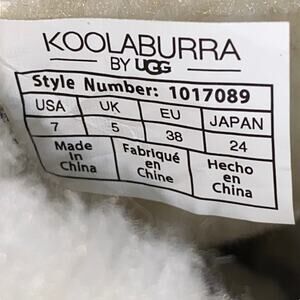 KOOLABURRA
BY UGG
Style Number: 1017089
USA UK EU JAPAN
7 5 38 24
Made in China Fabriqué en Chine Hecho en China